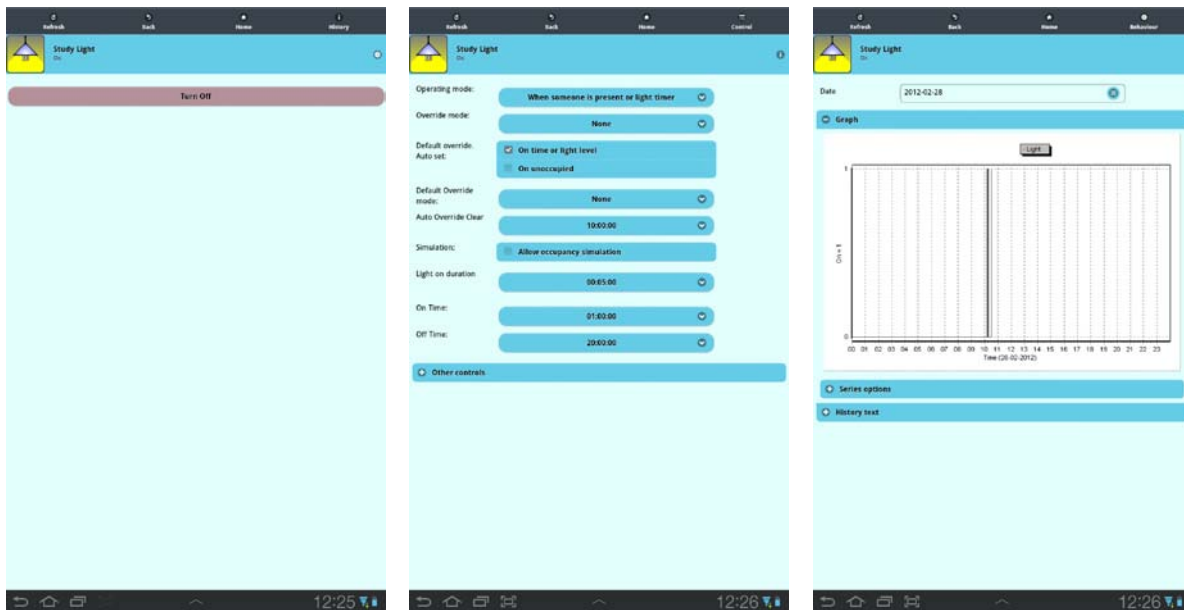 Refresh
Back
Home
History
Study Light
On
Turn Off
12:25
Refresh
Back
Home
Control
Study Light
On
Operating mode:
When someone is present or light timer
Override mode:
None
Default override.
Auto set:
On time or light level
On unoccupied
Default Override
mode:
None
Auto Override Clear
10:00:00
Simulation:
Allow occupancy simulation
Light on duration
00:05:00
On Time:
01:00:00
Off Time:
20:00:00
Other controls
12:26
Refresh
Back
Home
Behaviour
Study Light
On
Date
2012-02-28
Graph
Light
1
On = 1
0
00 01 02 03 04 05 06 07 08 09 10 11 12 13 14 15 16 17 18 19 20 21 22 23
Time (28-02-2012)
Series options
History text
12:26